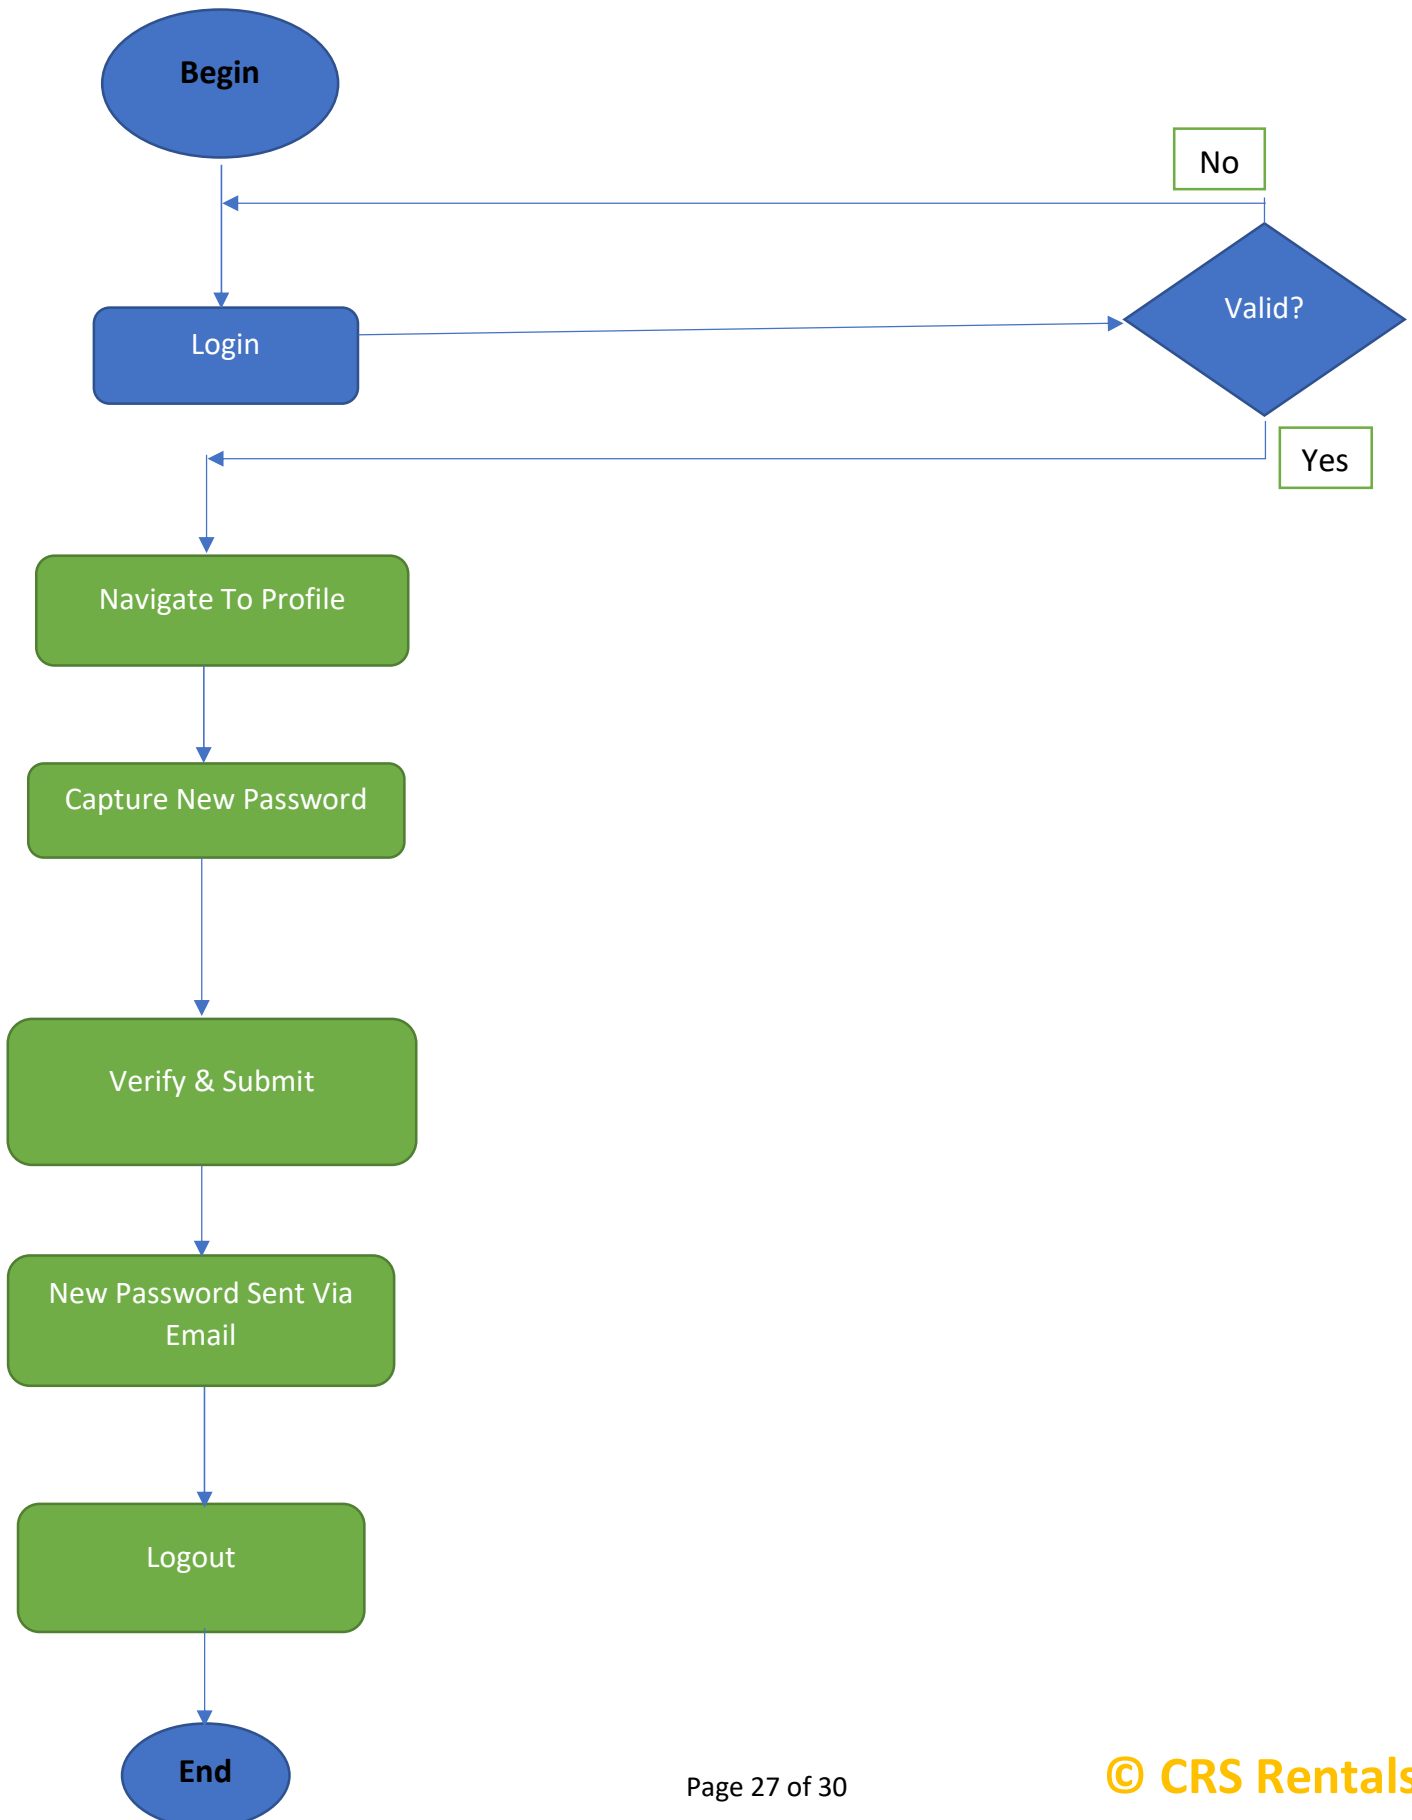 Begin
No
Valid?
Login
Yes
Navigate To Profile
Capture New Password
Verify & Submit
New Password Sent Via
Email
Logout
End
Page 27 of 30
© CRS Rentals